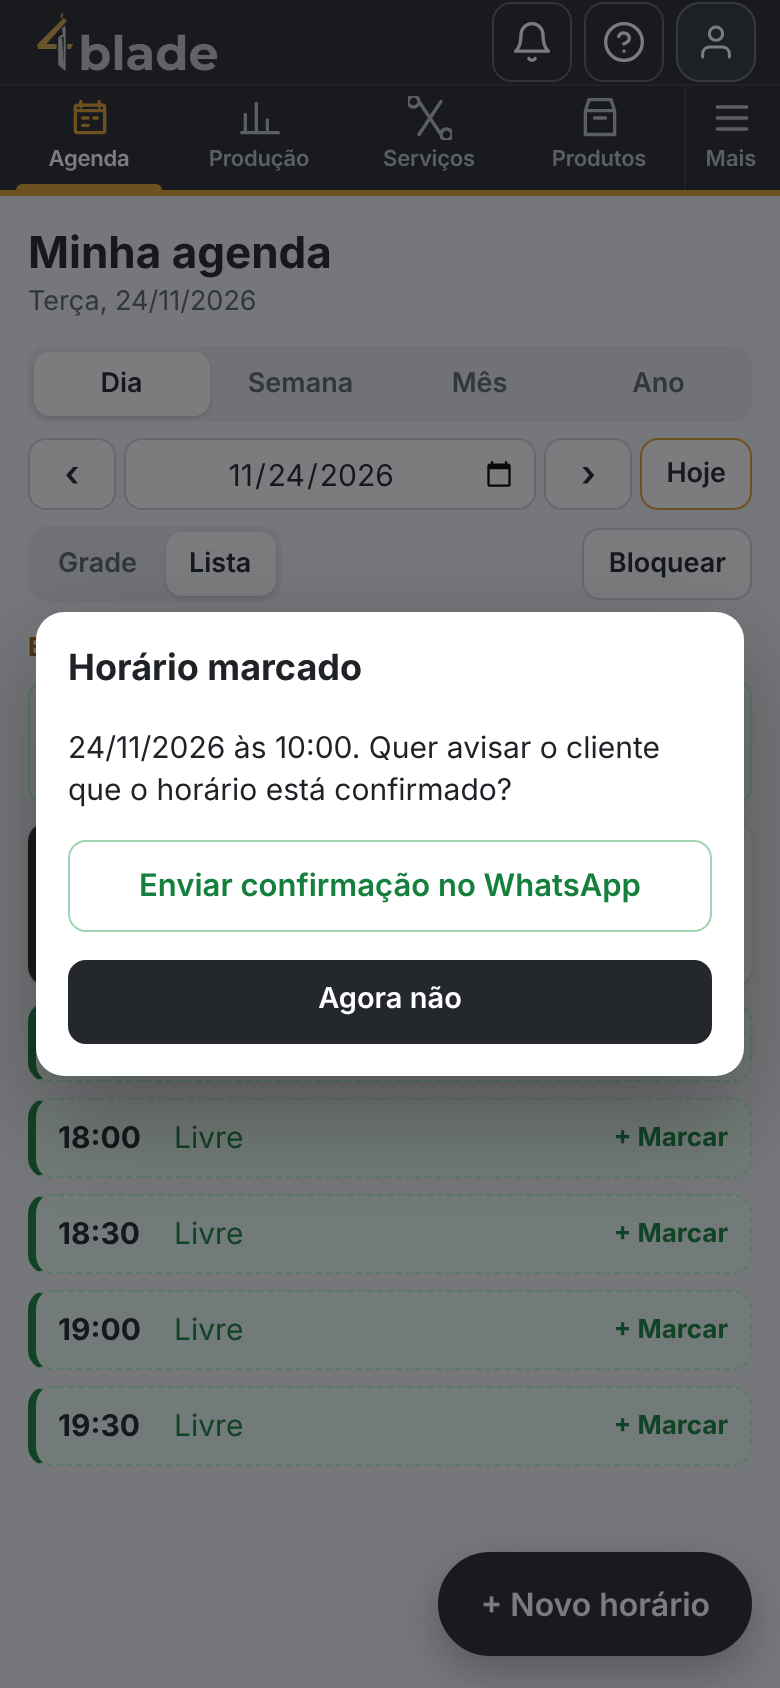 4blade
Agenda
Produção
Serviços
Produtos
Mais
Minha agenda
Terça, 24/11/2026
Dia
Semana
Mês
Ano
‹
11/24/2026
›
Hoje
Grade
Lista
Bloquear
Horário marcado
24/11/2026 às 10:00. Quer avisar o cliente
que o horário está confirmado?
Enviar confirmação no WhatsApp
Agora não
18:00 Livre + Marcar
18:30 Livre + Marcar
19:00 Livre + Marcar
19:30 Livre + Marcar
+ Novo horário